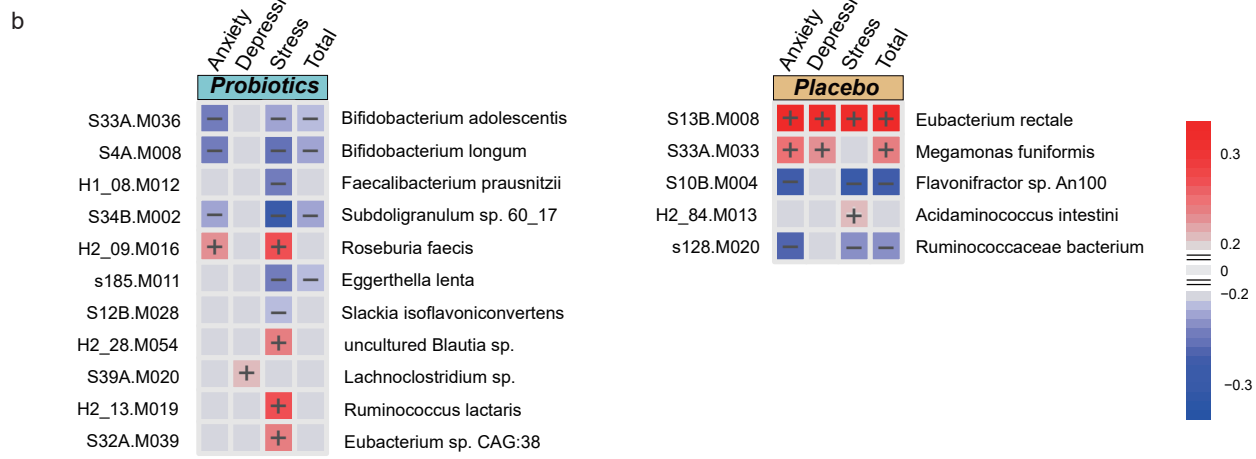 b
Anxiety
Stress
Total
Probiotics
S33A.M036 − − − Bifidobacterium adolescentis
S4A.M008 − − − Bifidobacterium longum
H1_08.M012 − Faecalibacterium prausnitzii
S34B.M002 − − − Subdoligranulum sp. 60_17
H2_09.M016 + + Roseburia faecis
s185.M011 − − Eggerthella lenta
S12B.M028 − Slackia isoflavoniconvertens
H2_28.M054 + uncultured Blautia sp.
S39A.M020 + Lachnoclostridium sp.
H2_13.M019 + Ruminococcus lactaris
S32A.M039 + Eubacterium sp. CAG:38
Anxiety
Stress
Total
Placebo
S13B.M008 + + + + Eubacterium rectale
S33A.M033 + + + Megamonas funiformis
S10B.M004 − − − Flavonifractor sp. An100
H2_84.M013 + Acidaminococcus intestini
s128.M020 − − − Ruminococcaceae bacterium
0.3
0.2
0
−0.2
−0.3